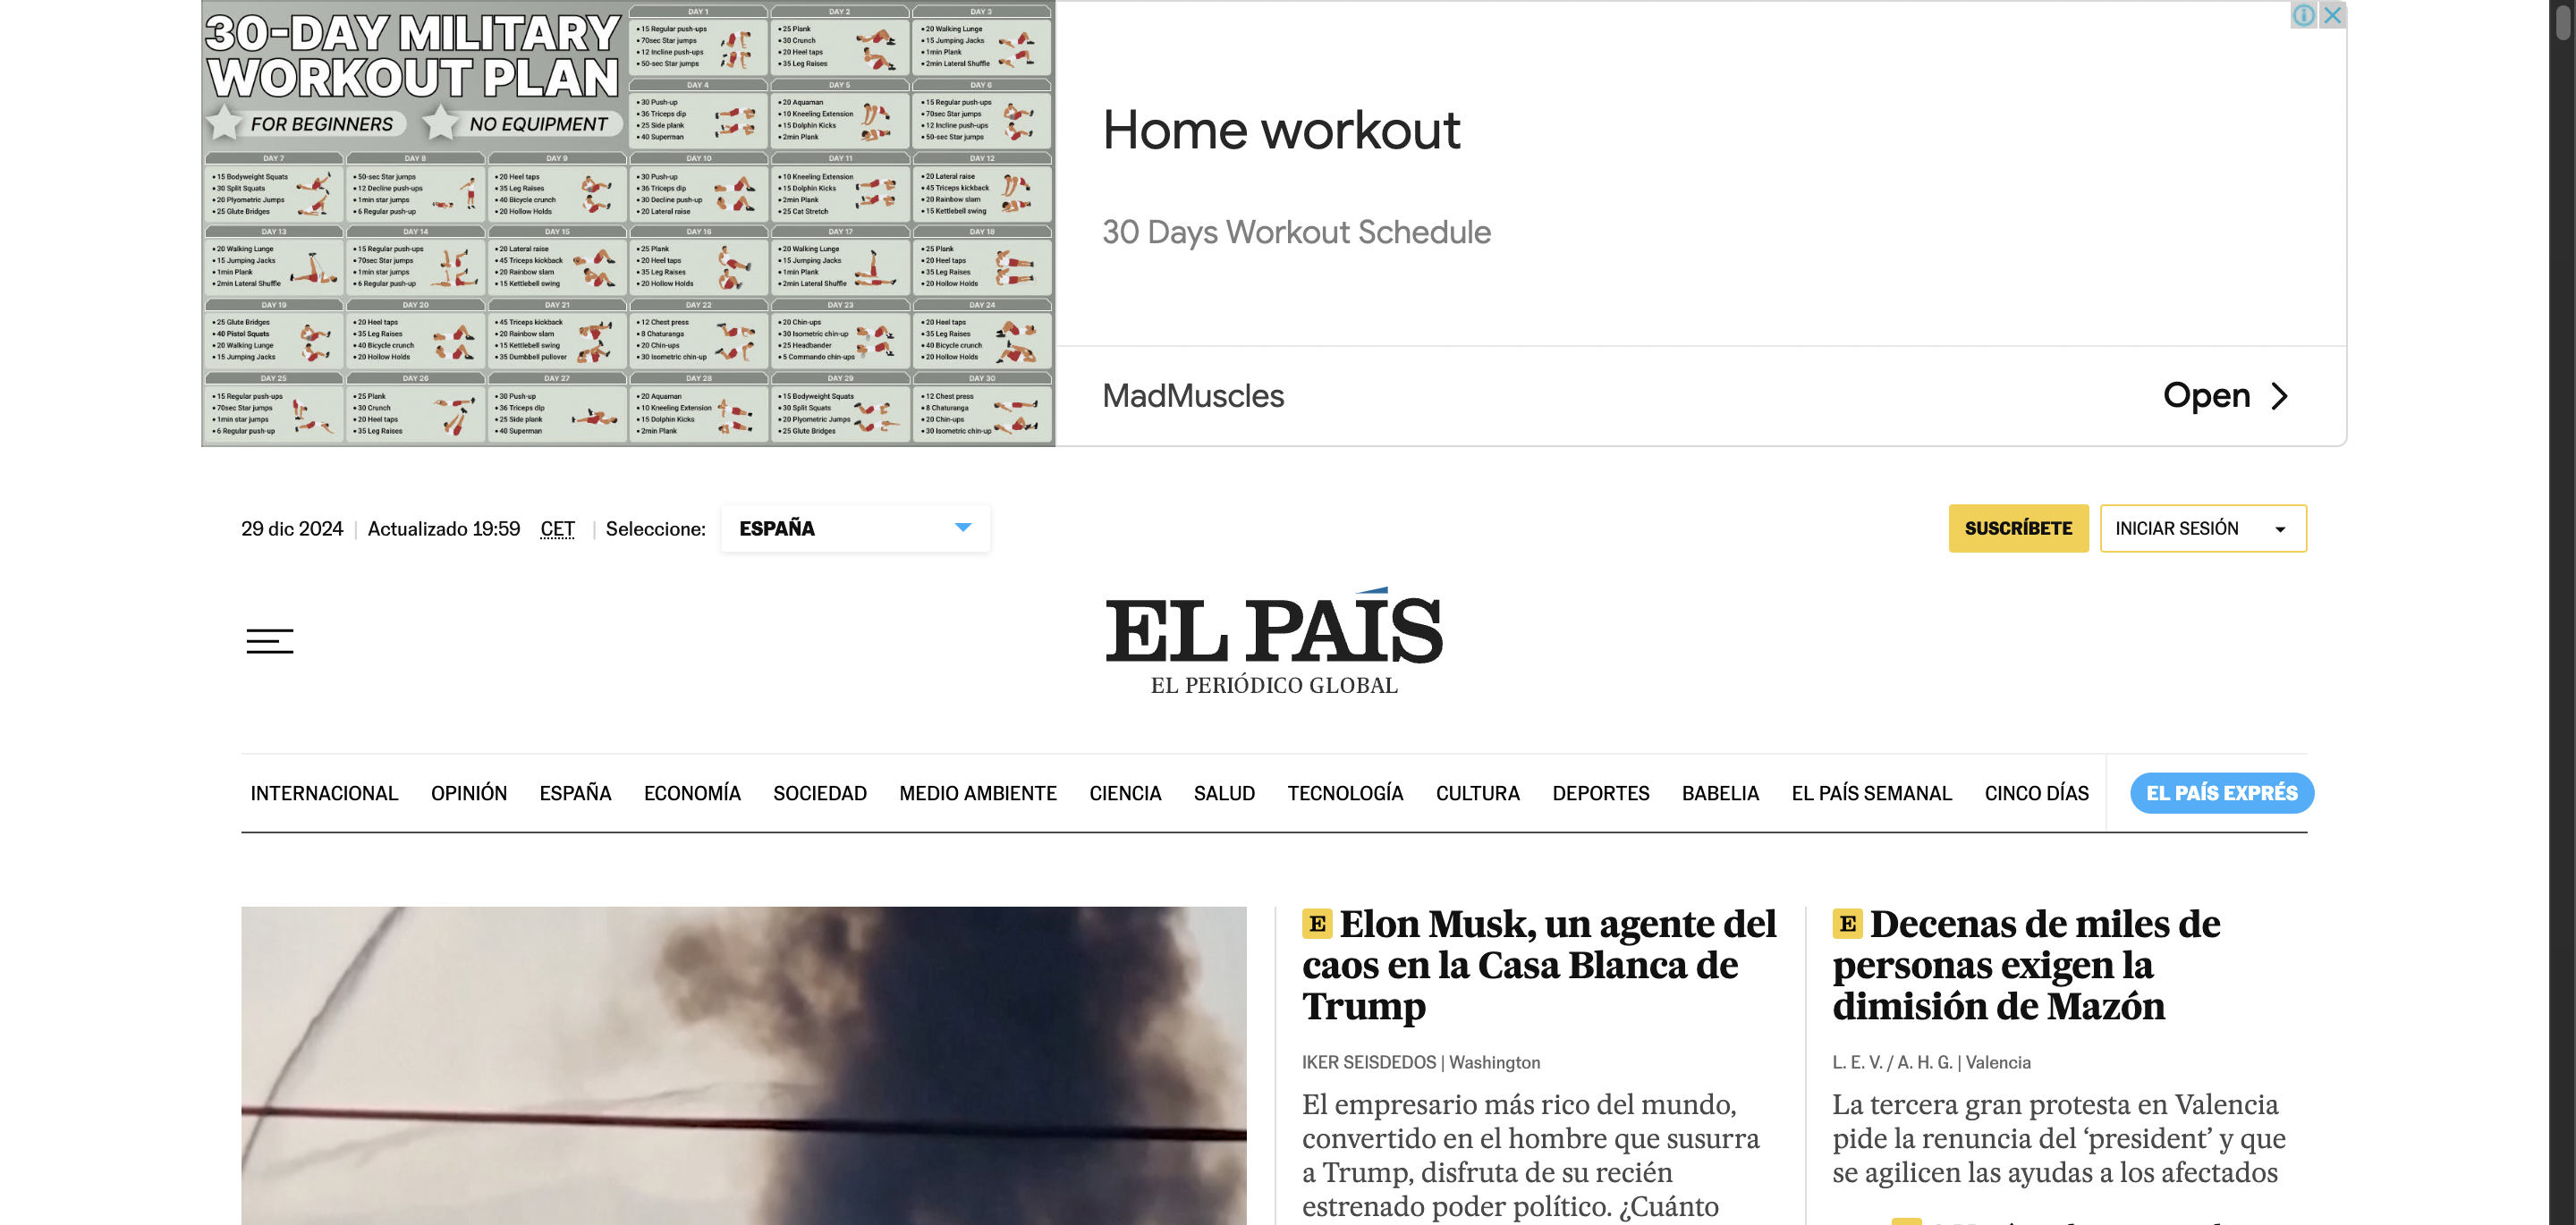 30-DAY MILITARY
WORKOUT PLAN
FOR BEGINNERS
NO EQUIPMENT
DAY 1
• 15 Regular push-ups
• 70sec Star jumps
• 12 Incline push-ups
• 50-sec Star jumps
DAY 2
• 25 Plank
• 30 Crunch
• 20 Heel taps
• 35 Leg Raises
DAY 3
• 20 Walking Lunge
• 15 Jumping Jacks
• 1min Plank
• 2min Lateral Shuffle
DAY 4
• 30 Push-up
• 36 Triceps dip
• 25 Side plank
• 40 Superman
DAY 5
• 20 Aquaman
• 10 Kneeling Extension
• 15 Dolphin Kicks
• 2min Plank
DAY 6
• 15 Regular push-ups
• 70sec Star jumps
• 12 Incline push-ups
• 50-sec Star jumps
DAY 7
• 15 Bodyweight Squats
• 30 Split Squats
• 20 Plyometric Jumps
• 25 Glute Bridges
DAY 8
• 50-sec Star jumps
• 12 Decline push-ups
• 1min star jumps
• 6 Regular push-up
DAY 9
• 20 Heel taps
• 35 Leg Raises
• 40 Bicycle crunch
• 20 Hollow Holds
DAY 10
• 30 Push-up
• 36 Triceps dip
• 30 Decline push-up
• 20 Lateral raise
DAY 11
• 10 Kneeling Extension
• 15 Dolphin Kicks
• 2min Plank
• 25 Cat Stretch
DAY 12
• 20 Lateral raise
• 45 Triceps kickback
• 20 Rainbow slam
• 15 Kettlebell swing
DAY 13
• 20 Walking Lunge
• 15 Jumping Jacks
• 1min Plank
• 2min Lateral Shuffle
DAY 14
• 15 Regular push-ups
• 70sec Star jumps
• 1min star jumps
• 6 Regular push-up
DAY 15
• 20 Lateral raise
• 45 Triceps kickback
• 20 Rainbow slam
• 15 Kettlebell swing
DAY 16
• 25 Plank
• 20 Heel taps
• 35 Leg Raises
• 20 Hollow Holds
DAY 17
• 20 Walking Lunge
• 15 Jumping Jacks
• 1min Plank
• 2min Lateral Shuffle
DAY 18
• 25 Plank
• 20 Heel taps
• 35 Leg Raises
• 20 Hollow Holds
DAY 19
• 25 Glute Bridges
• 40 Pistol Squats
• 20 Walking Lunge
• 15 Jumping Jacks
DAY 20
• 20 Heel taps
• 35 Leg Raises
• 40 Bicycle crunch
• 20 Hollow Holds
DAY 21
• 45 Triceps kickback
• 20 Rainbow slam
• 15 Kettlebell swing
• 35 Dumbbell pullover
DAY 22
• 12 Chest press
• 8 Chaturanga
• 20 Chin-ups
• 30 Isometric chin-up
DAY 23
• 20 Chin-ups
• 30 Isometric chin-up
• 25 Headbander
• 5 Commando chin-ups
DAY 24
• 20 Heel taps
• 35 Leg Raises
• 40 Bicycle crunch
• 20 Hollow Holds
DAY 25
• 15 Regular push-ups
• 70sec Star jumps
• 1min star jumps
• 6 Regular push-up
DAY 26
• 25 Plank
• 30 Crunch
• 20 Heel taps
• 35 Leg Raises
DAY 27
• 30 Push-up
• 36 Triceps dip
• 25 Side plank
• 40 Superman
DAY 28
• 20 Aquaman
• 10 Kneeling Extension
• 15 Dolphin Kicks
• 2min Plank
DAY 29
• 15 Bodyweight Squats
• 30 Split Squats
• 20 Plyometric Jumps
• 25 Glute Bridges
DAY 30
• 12 Chest press
• 8 Chaturanga
• 20 Chin-ups
• 30 Isometric chin-up
Home workout
30 Days Workout Schedule
MadMuscles
Open
29 dic 2024 | Actualizado 19:59 CET | Seleccione: ESPAÑA
SUSCRÍBETE
INICIAR SESIÓN
EL PAÍS
EL PERIÓDICO GLOBAL
INTERNACIONAL OPINIÓN ESPAÑA ECONOMÍA SOCIEDAD MEDIO AMBIENTE CIENCIA SALUD TECNOLOGÍA CULTURA DEPORTES BABELIA EL PAÍS SEMANAL CINCO DÍAS EL PAÍS EXPRÉS
E Elon Musk, un agente del
caos en la Casa Blanca de
Trump
IKER SEISDEDOS | Washington
El empresario más rico del mundo,
convertido en el hombre que susurra
a Trump, disfruta de su recién
estrenado poder político. ¿Cuánto
E Decenas de miles de
personas exigen la
dimisión de Mazón
L. E. V. / A. H. G. | Valencia
La tercera gran protesta en Valencia
pide la renuncia del ‘president’ y que
se agilicen las ayudas a los afectados